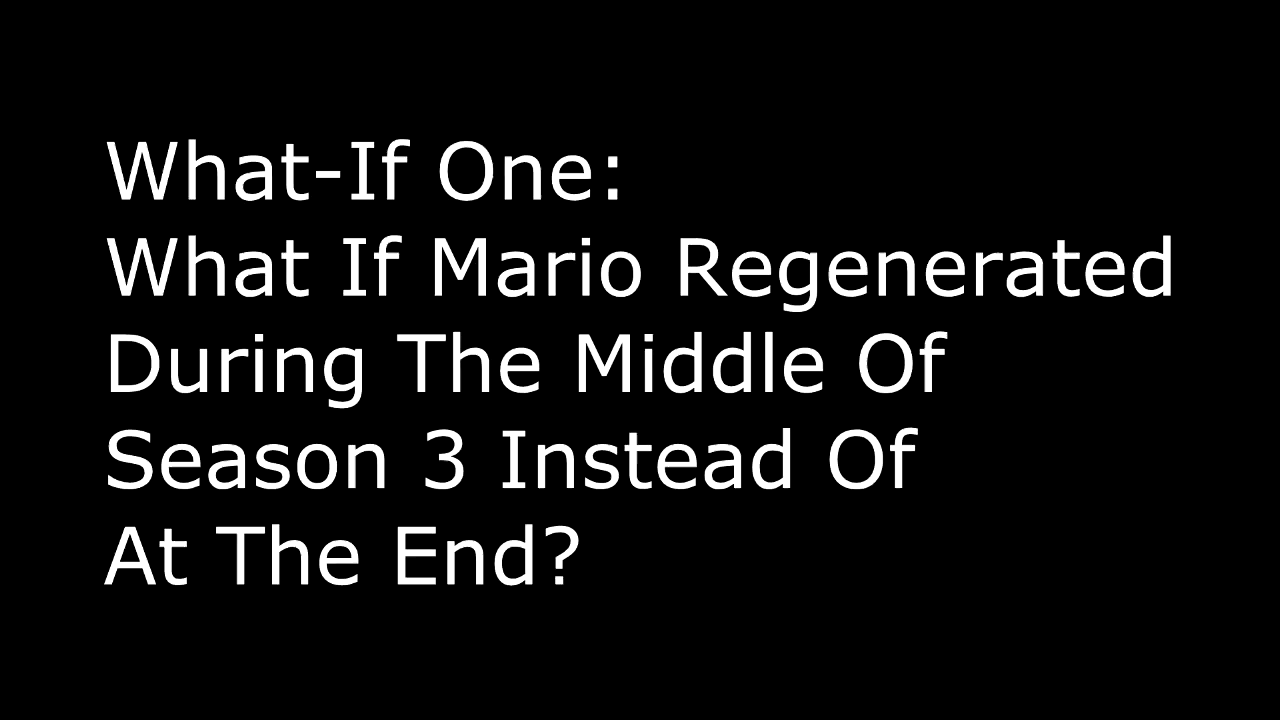 What-If One:
What If Mario Regenerated
During The Middle Of
Season 3 Instead Of
At The End?